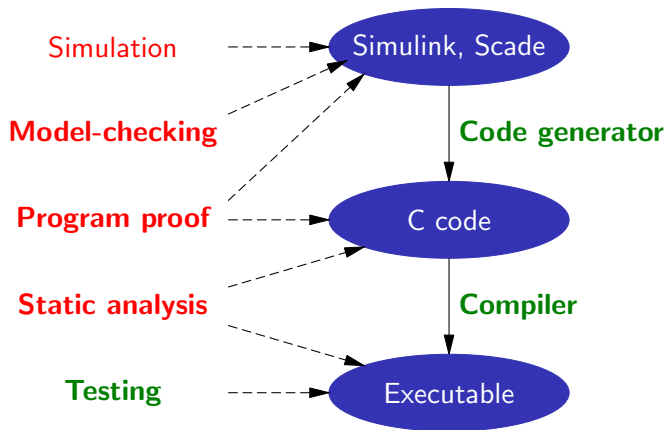 Simulation
Simulink, Scade
Model-checking
Code generator
Program proof
C code
Static analysis
Compiler
Testing
Executable